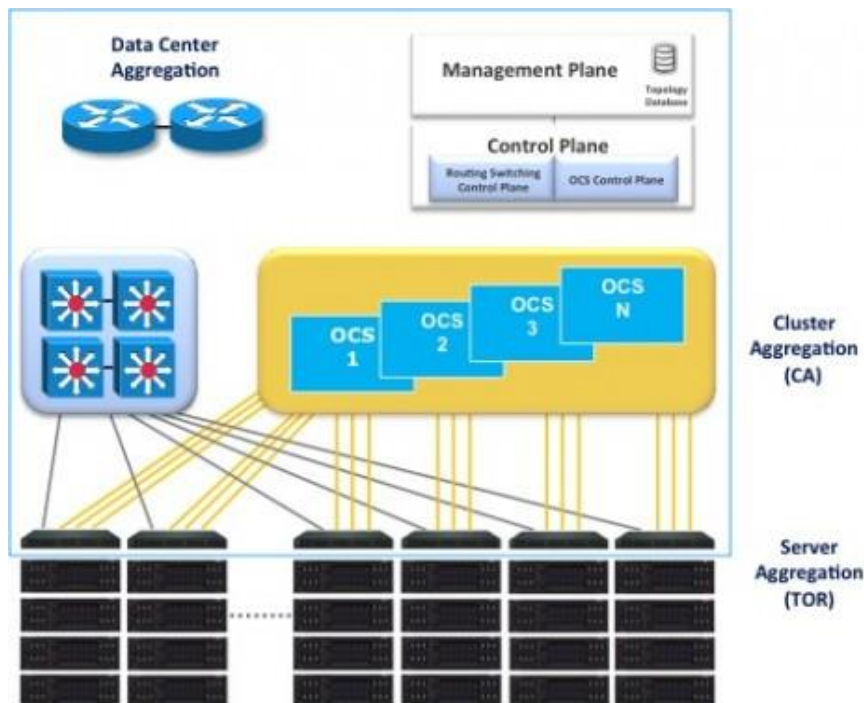 Data Center
Aggregation
Management Plane
Topology
Database
Control Plane
Routing Switching
Control Plane
OCS Control Plane
OCS
1
OCS
2
OCS
3
OCS
N
Cluster
Aggregation
(CA)
Server
Aggregation
(TOR)